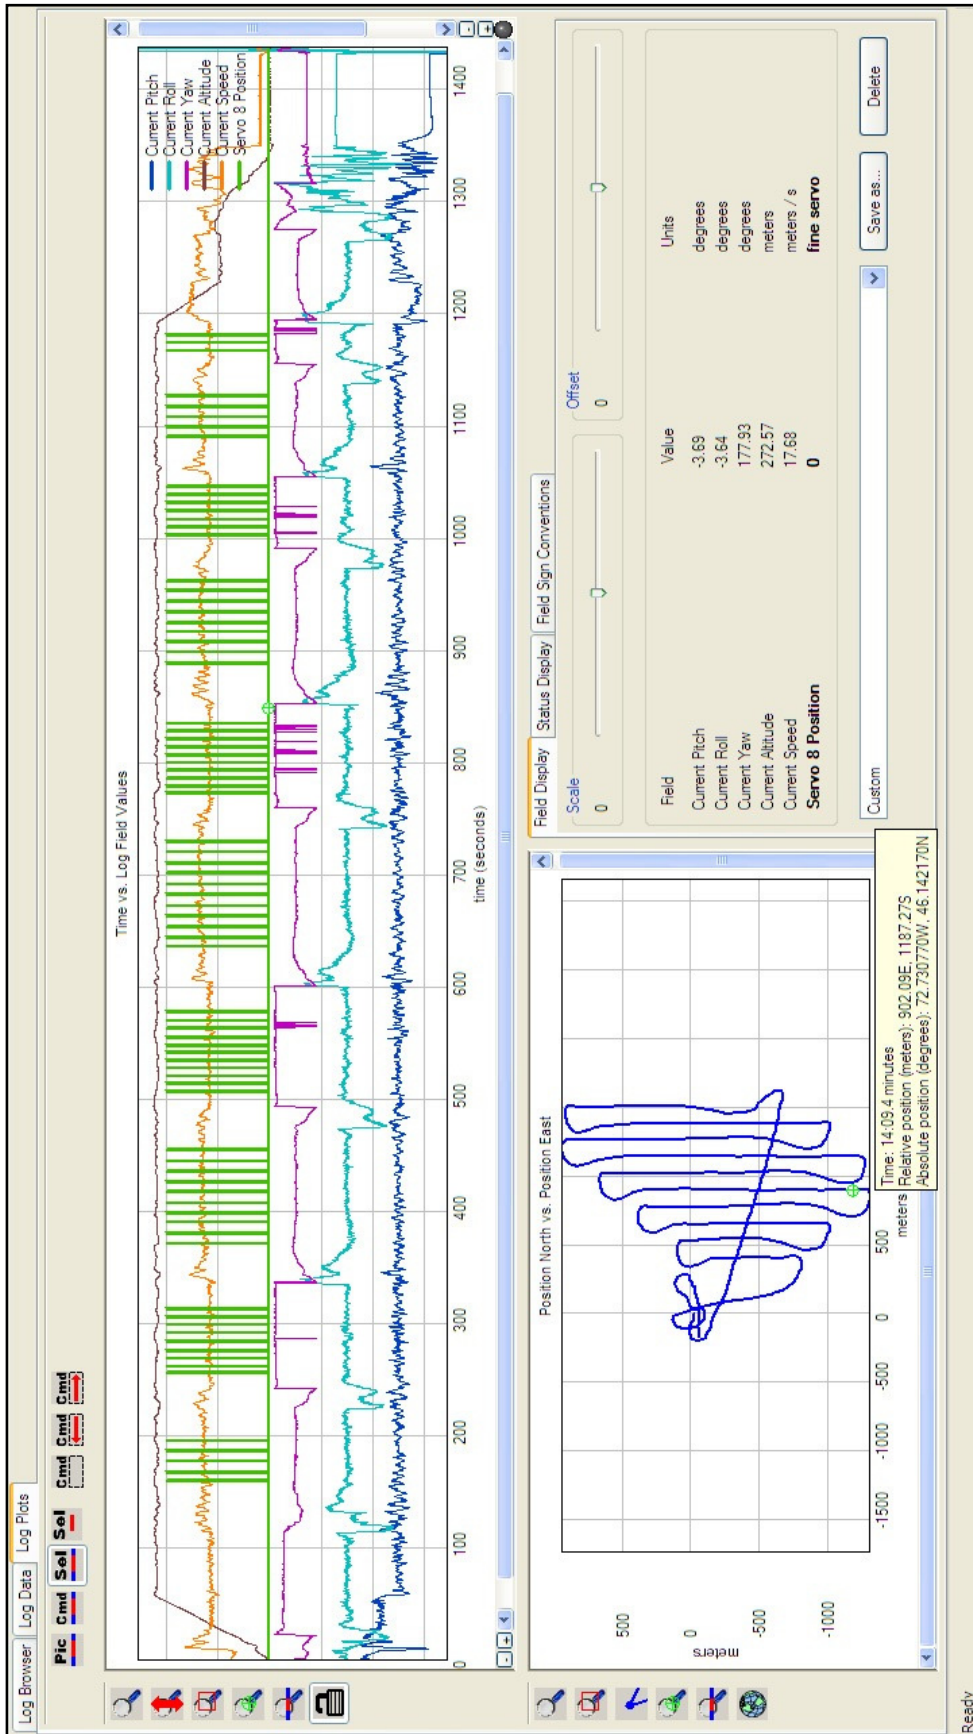 Log Browser
Log Data
Log Plots
Pic
Cmd
Sel
Sel
Cmd
Cmd
Cmd
Time vs. Log Field Values
Current Pitch
Current Roll
Current Yaw
Current Altitude
Current Speed
Servo 8 Position
0
100
200
300
400
500
600
700
800
900
1000
1100
1200
1300
1400
time (seconds)
Position North vs. Position East
500
0
-500
-1000
meters
-1500
-1000
-500
0
500
meters
Time: 14:09.4 minutes
Relative position (meters): 902.09E, 1187.27S
Absolute position (degrees): 72.730770W, 46.142170N
Field Display
Status Display
Field Sign Conventions
Scale
0
Offset
0
Field Value Units
Current Pitch -3.69 degrees
Current Roll -3.64 degrees
Current Yaw 177.93 degrees
Current Altitude 272.57 meters
Current Speed 17.68 meters / s
Servo 8 Position 0 fine servo
Custom
Save as...
Delete
Ready